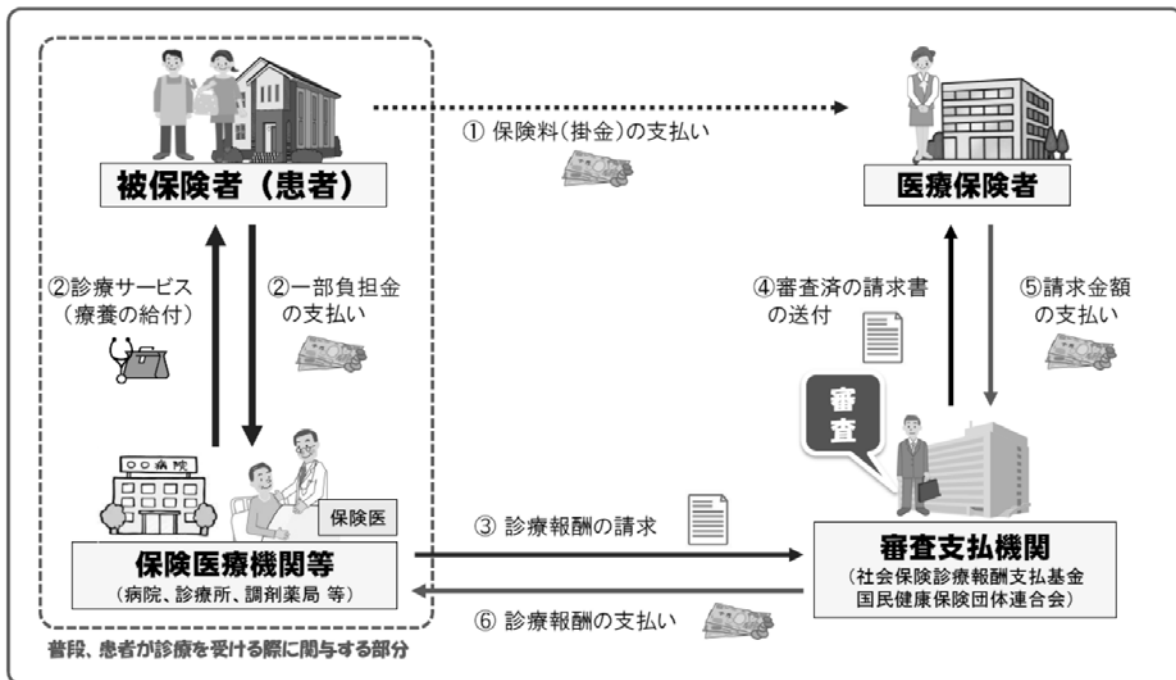 ① 保険料(掛金)の支払い
被保険者（患者）
医療保険者
②診療サービス
（療養の給付）
②一部負担金
の支払い
④審査済の請求書
の送付
⑤請求金額
の支払い
審査
○○病院
保険医
③ 診療報酬の請求
保険医療機関等
(病院、診療所、調剤薬局 等)
審査支払機関
(社会保険診療報酬支払基金
国民健康保険団体連合会)
⑥ 診療報酬の支払い
普段、患者が診療を受ける際に関与する部分